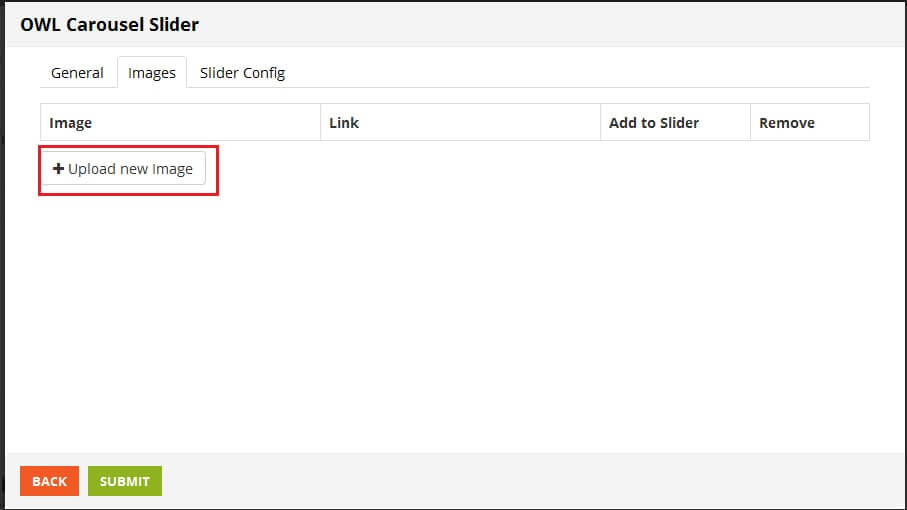 OWL Carousel Slider
General Images Slider Config
Image Link Add to Slider Remove
Upload new Image
BACK SUBMIT